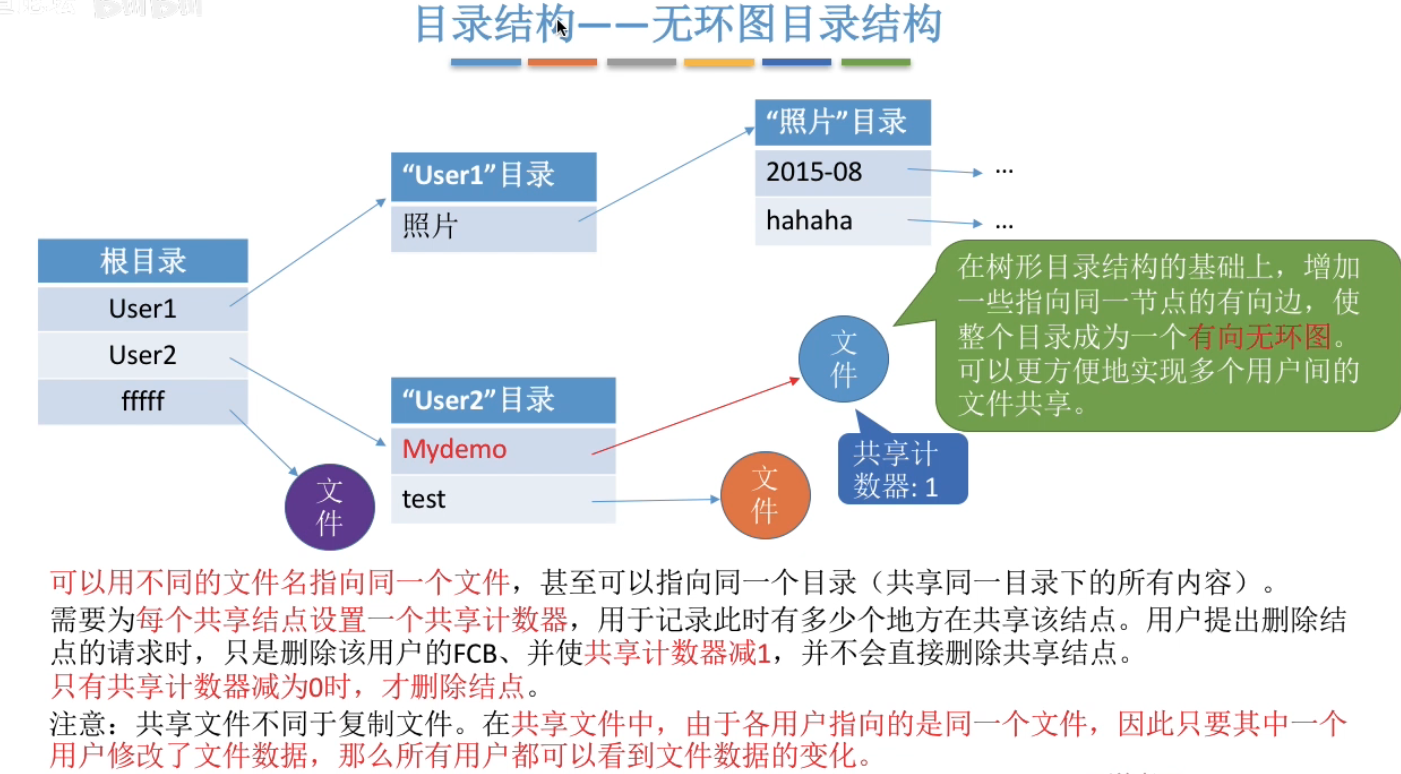 目录结构——无环图目录结构
“照片”目录
2015-08
...
hahaha
...
“User1”目录
照片
根目录
User1
User2
fffff
在树形目录结构的基础上，增加
一些指向同一节点的有向边，使
整个目录成为一个有向无环图。
可以更方便地实现多个用户间的
文件共享。
文
件
“User2”目录
Mydemo
test
共享计
数器: 1
文
件
文
件
可以用不同的文件名指向同一个文件，甚至可以指向同一个目录（共享同一目录下的所有内容）。
需要为每个共享结点设置一个共享计数器，用于记录此时有多少个地方在共享该结点。用户提出删除结
点的请求时，只是删除该用户的FCB、并使共享计数器减1，并不会直接删除共享结点。
只有共享计数器减为0时，才删除结点。
注意：共享文件不同于复制文件。在共享文件中，由于各用户指向的是同一个文件，因此只要其中一个
用户修改了文件数据，那么所有用户都可以看到文件数据的变化。